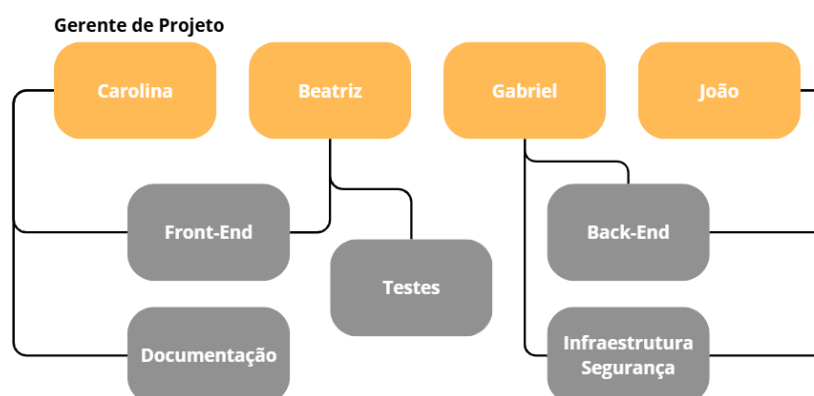 Gerente de Projeto
Carolina
Beatriz
Gabriel
João
Front-End
Back-End
Testes
Documentação
Infraestrutura
Segurança